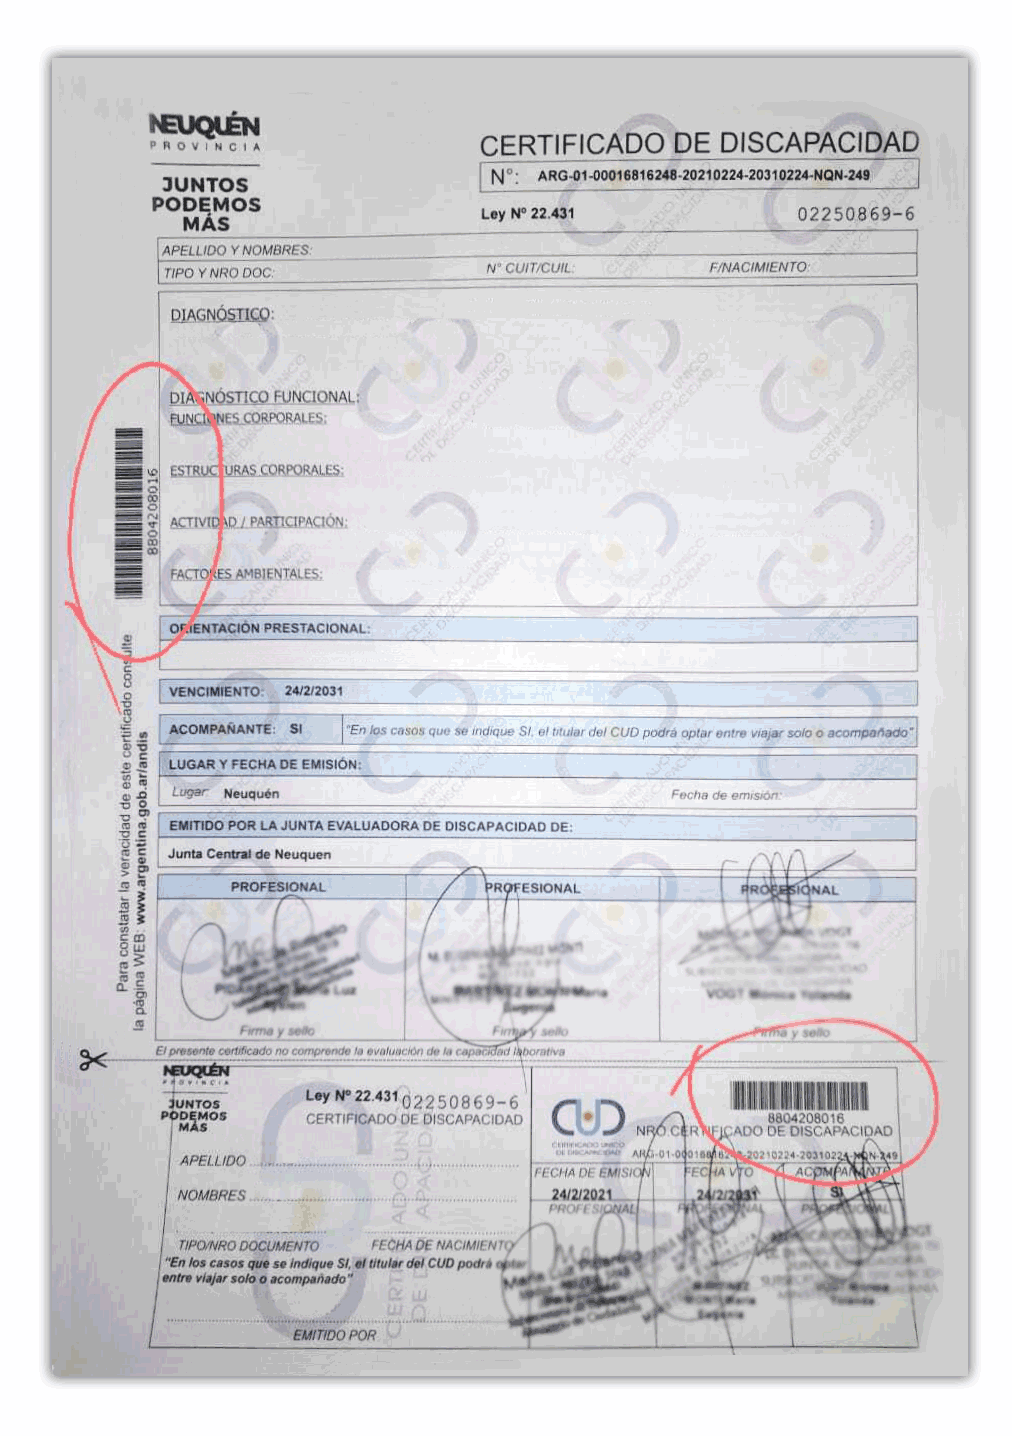 NEUQUÉN
PROVINCIA
JUNTOS
PODEMOS
MÁS
CERTIFICADO DE DISCAPACIDAD
N°: ARG-01-00016816248-20210224-20310224-NQN-249
Ley Nº 22.431 02250869-6
APELLIDO Y NOMBRES:
TIPO Y NRO DOC: N° CUIT/CUIL: F/NACIMIENTO:
DIAGNÓSTICO:
DIAGNÓSTICO FUNCIONAL:
FUNCIONES CORPORALES:
ESTRUCTURAS CORPORALES:
ACTIVIDAD / PARTICIPACIÓN:
FACTORES AMBIENTALES:
8804208016
Para constatar la veracidad de este certificado consulte
la página WEB: www.argentina.gob.ar/andis
ORIENTACIÓN PRESTACIONAL:
VENCIMIENTO: 24/2/2031
ACOMPAÑANTE: SI "En los casos que se indique SI, el titular del CUD podrá optar entre viajar solo o acompañado"
LUGAR Y FECHA DE EMISIÓN:
Lugar: Neuquén Fecha de emisión:
EMITIDO POR LA JUNTA EVALUADORA DE DISCAPACIDAD DE:
Junta Central de Neuquen
PROFESIONAL PROFESIONAL PROFESIONAL
VOGT Mónica Yolanda
Firma y sello Firma y sello Firma y sello
El presente certificado no comprende la evaluación de la capacidad laborativa
NEUQUÉN
PROVINCIA
JUNTOS
PODEMOS
MÁS
Ley Nº 22.431 02250869-6
CERTIFICADO DE DISCAPACIDAD
APELLIDO
NOMBRES
TIPO/NRO DOCUMENTO FECHA DE NACIMIENTO
"En los casos que se indique SI, el titular del CUD podrá optar
entre viajar solo o acompañado"
EMITIDO POR
CUD
CERTIFICADO UNICO
DE DISCAPACIDAD
8804208016
NRO CERTIFICADO DE DISCAPACIDAD
ARG-01-00016816248-20210224-20310224-NQN-249
FECHA DE EMISION FECHA VTO ACOMPAÑANTE
24/2/2021 24/2/2031 SI
PROFESIONAL PROFESIONAL PROFESIONAL